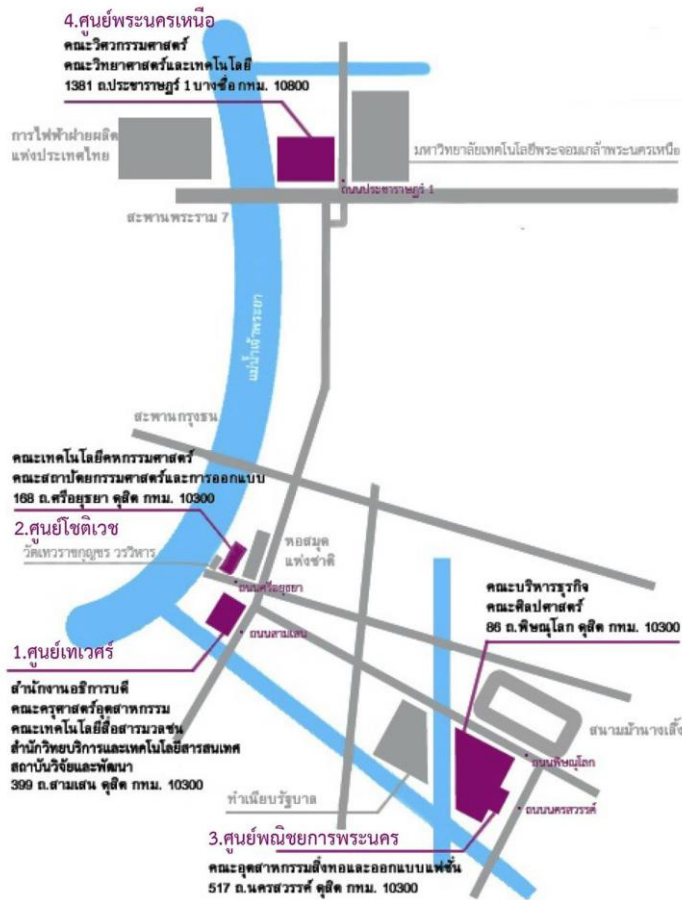 4.ศูนย์พระนครเหนือ
คณะวิศวกรรมศาสตร์
คณะวิทยาศาสตร์และเทคโนโลยี
1381 ถ.ประชาราษฎร์ 1 บางซื่อ กทม. 10800
การไฟฟ้าฝ่ายผลิต
แห่งประเทศไทย
มหาวิทยาลัยเทคโนโลยีพระจอมเกล้าพระนครเหนือ
ถนนประชาราษฎร์ 1
สะพานพระราม 7
แม่น้ำเจ้าพระยา
สะพานกรุงธน
คณะเทคโนโลยีคหกรรมศาสตร์
คณะสถาปัตยกรรมศาสตร์และการออกแบบ
168 ถ.ศรีอยุธยา ดุสิต กทม. 10300
2.ศูนย์โชติเวช
วัดเทวราชกุญชร วรวิหาร
หอสมุด
แห่งชาติ
ถนนศรีอยุธยา
คณะบริหารธุรกิจ
คณะศิลปศาสตร์
86 ถ.พิษณุโลก ดุสิต กทม. 10300
1.ศูนย์เทเวศร์
ถนนสามเสน
สำนักงานอธิการบดี
คณะครุศาสตร์อุตสาหกรรม
คณะเทคโนโลยีสื่อสารมวลชน
สำนักวิทยบริการและเทคโนโลยีสารสนเทศ
สถาบันวิจัยและพัฒนา
399 ถ.สามเสน ดุสิต กทม. 10300
สนามม้านางเลิ้ง
ถนนพิษณุโลก
ทำเนียบรัฐบาล
ถนนนครสวรรค์
3.ศูนย์พณิชยการพระนคร
คณะอุตสาหกรรมสิ่งทอและออกแบบแฟชั่น
517 ถ.นครสวรรค์ ดุสิต กทม. 10300